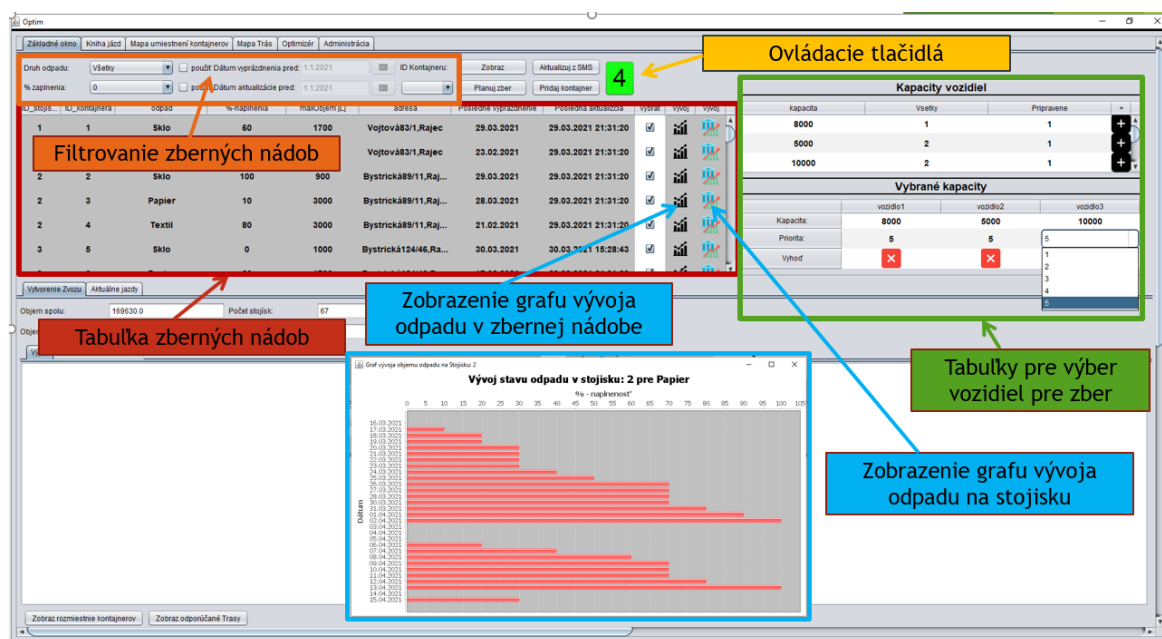 Optim
Základné okno Kniha jázd Mapa umiestnení kontajnerov Mapa Trás Optimizér Administrácia
Druh odpadu: Všetky použiť Dátum vyprázdnenia pred: 1.1.2021 ID Kontajneru: Zobraz Aktualizuj z SMS
% zaplnenia: 0 použiť Dátum aktualizácie pred: 1.1.2021 Planuj zber Pridaj kontajner
4
Ovládacie tlačidlá
ID_stojis... ID_kontajnera odpad %-naplnenia maxObjem [L] adresa Posledné vyprázdnenie Posledná aktualizácia Vybrať Vývoj Vývoj
1 1 Sklo 60 1700 Vojtová83/1,Rajec 29.03.2021 29.03.2021 21:31:20
Vojtová83/1,Rajec 23.02.2021 29.03.2021 21:31:20
2 2 Sklo 100 900 Bystrická89/11,Raj... 29.03.2021 29.03.2021 21:31:20
2 3 Papier 10 3000 Bystrická89/11,Raj... 28.03.2021 29.03.2021 21:31:20
2 4 Textil 80 3000 Bystrická89/11,Raj... 21.02.2021 29.03.2021 21:31:20
3 5 Sklo 0 1000 Bystrická124/46,Ra... 30.03.2021 30.03.2021 15:28:43
Filtrovanie zberných nádob
Kapacity vozidiel
kapacita Vsetky Pripravene +
8000 1 1 +
5000 2 1 +
10000 2 1 +
Vybrané kapacity
vozidlo1 vozidlo2 vozidlo3
Kapacita: 8000 5000 10000
Priorita: 5 5 5
Vyhoď
1
2
3
4
5
Vytvorenie Zvozu Aktuálne jazdy
Objem spolu: 169630.0 Počet stojísk: 67
Tabuľka zberných nádob
Zobrazenie grafu vývoja
odpadu v zbernej nádobe
Tabuľky pre výber
vozidiel pre zber
Zobrazenie grafu vývoja
odpadu na stojisku
Graf vývoja objemu odpadu na Stojisku 2
Vývoj stavu odpadu v stojisku: 2 pre Papier
% - naplnenosť
0 5 10 15 20 25 30 35 40 45 50 55 60 65 70 75 80 85 90 95 100 105
Dátum
16.03.2021
17.03.2021
18.03.2021
19.03.2021
20.03.2021
21.03.2021
22.03.2021
23.03.2021
24.03.2021
25.03.2021
26.03.2021
27.03.2021
28.03.2021
29.03.2021
30.03.2021
31.03.2021
01.04.2021
02.04.2021
03.04.2021
04.04.2021
05.04.2021
06.04.2021
07.04.2021
08.04.2021
09.04.2021
10.04.2021
11.04.2021
12.04.2021
13.04.2021
14.04.2021
15.04.2021
Zobraz rozmiestnie kontajnerov Zobraz odporúčané Trasy